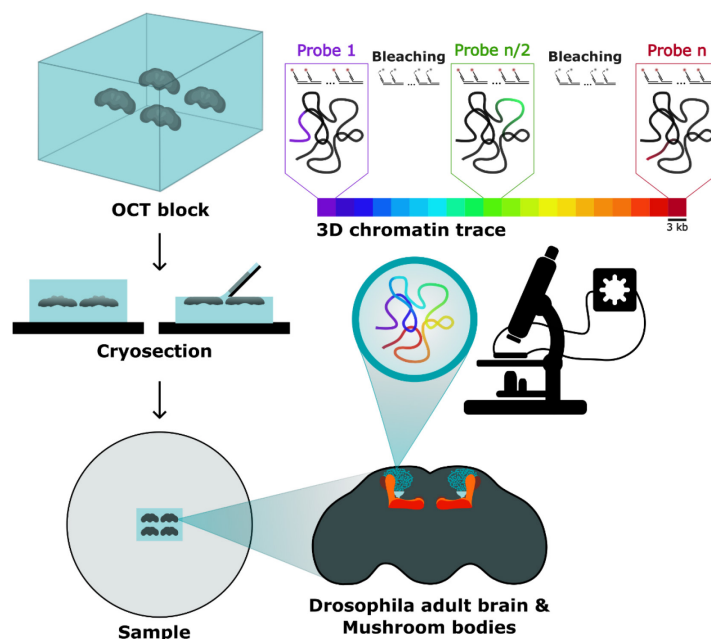 Probe 1
Bleaching
Probe n/2
Bleaching
Probe n
...
...
...
...
...
OCT block
3 kb
3D chromatin trace
Cryosection
Sample
Drosophila adult brain &
Mushroom bodies